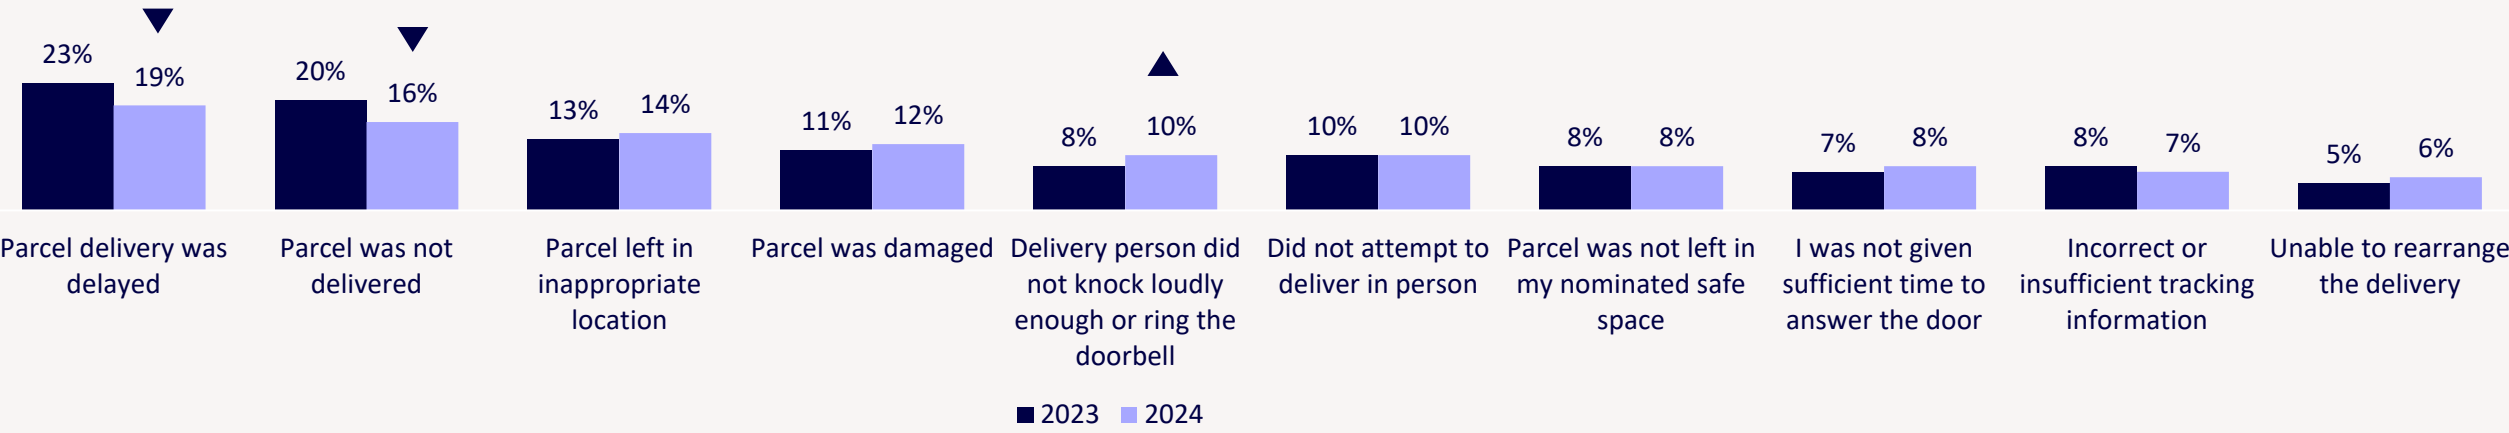 23%
19%
20%
16%
13%
14%
11%
12%
8%
10%
10%
10%
8%
8%
7%
8%
8%
7%
5%
6%
Parcel delivery was
delayed
Parcel was not
delivered
Parcel left in
inappropriate
location
Parcel was damaged
Delivery person did
not knock loudly
enough or ring the
doorbell
Did not attempt to
deliver in person
Parcel was not left in
my nominated safe
space
I was not given
sufficient time to
answer the door
Incorrect or
insufficient tracking
information
Unable to rearrange
the delivery
2023
2024